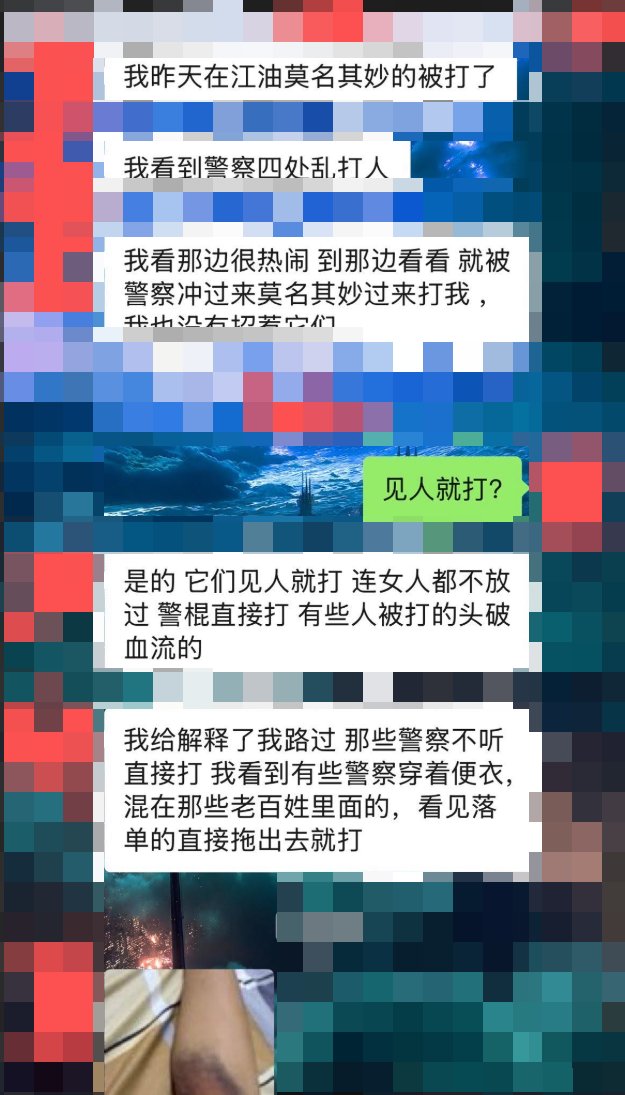 我昨天在江油莫名其妙的被打了
我看到警察四处乱打人
我看那边很热闹 到那边看看 就被
警察冲过来莫名其妙过来打我，
我也没有招惹它们
见人就打？
是的 它们见人就打 连女人都不放
过 警棍直接打 有些人被打的头破
血流的
我给解释了我路过 那些警察不听
直接打 我看到有些警察穿着便衣，
混在那些老百姓里面的，看见落
单的直接拖出去就打